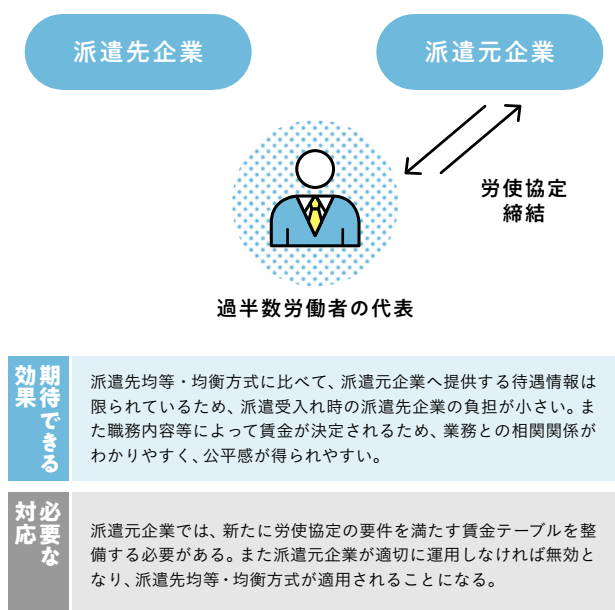 派遣先企業
派遣元企業
労使協定
締結
過半数労働者の代表
期待できる
効果
派遣先均等・均衡方式に比べて、派遣元企業へ提供する待遇情報は
限られているため、派遣受入れ時の派遣先企業の負担が小さい。ま
た職務内容等によって賃金が決定されるため、業務との相関関係が
わかりやすく、公平感が得られやすい。
必要な
対応
派遣元企業では、新たに労使協定の要件を満たす賃金テーブルを整
備する必要がある。また派遣元企業が適切に運用しなければ無効と
なり、派遣先均等・均衡方式が適用されることになる。